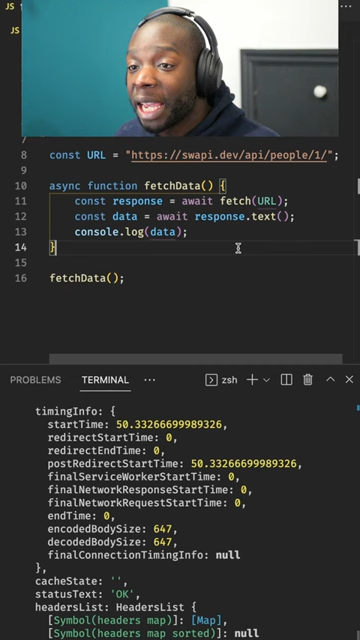 JS
JS
7
8 const URL = "https://swapi.dev/api/people/1/";
9
10 async function fetchData() {
11 const response = await fetch(URL);
12 const data = await response.text();
13 console.log(data);
14 }
15
16 fetchData();
PROBLEMS TERMINAL ··· zsh
timingInfo: {
startTime: 50.33266699989326,
redirectStartTime: 0,
redirectEndTime: 0,
postRedirectStartTime: 50.33266699989326,
finalServiceWorkerStartTime: 0,
finalNetworkResponseStartTime: 0,
finalNetworkRequestStartTime: 0,
endTime: 0,
encodedBodySize: 647,
decodedBodySize: 647,
finalConnectionTimingInfo: null
},
cacheState: '',
statusText: 'OK',
headersList: HeadersList {
[Symbol(headers map)]: [Map],
[Symbol(headers map sorted)]: null